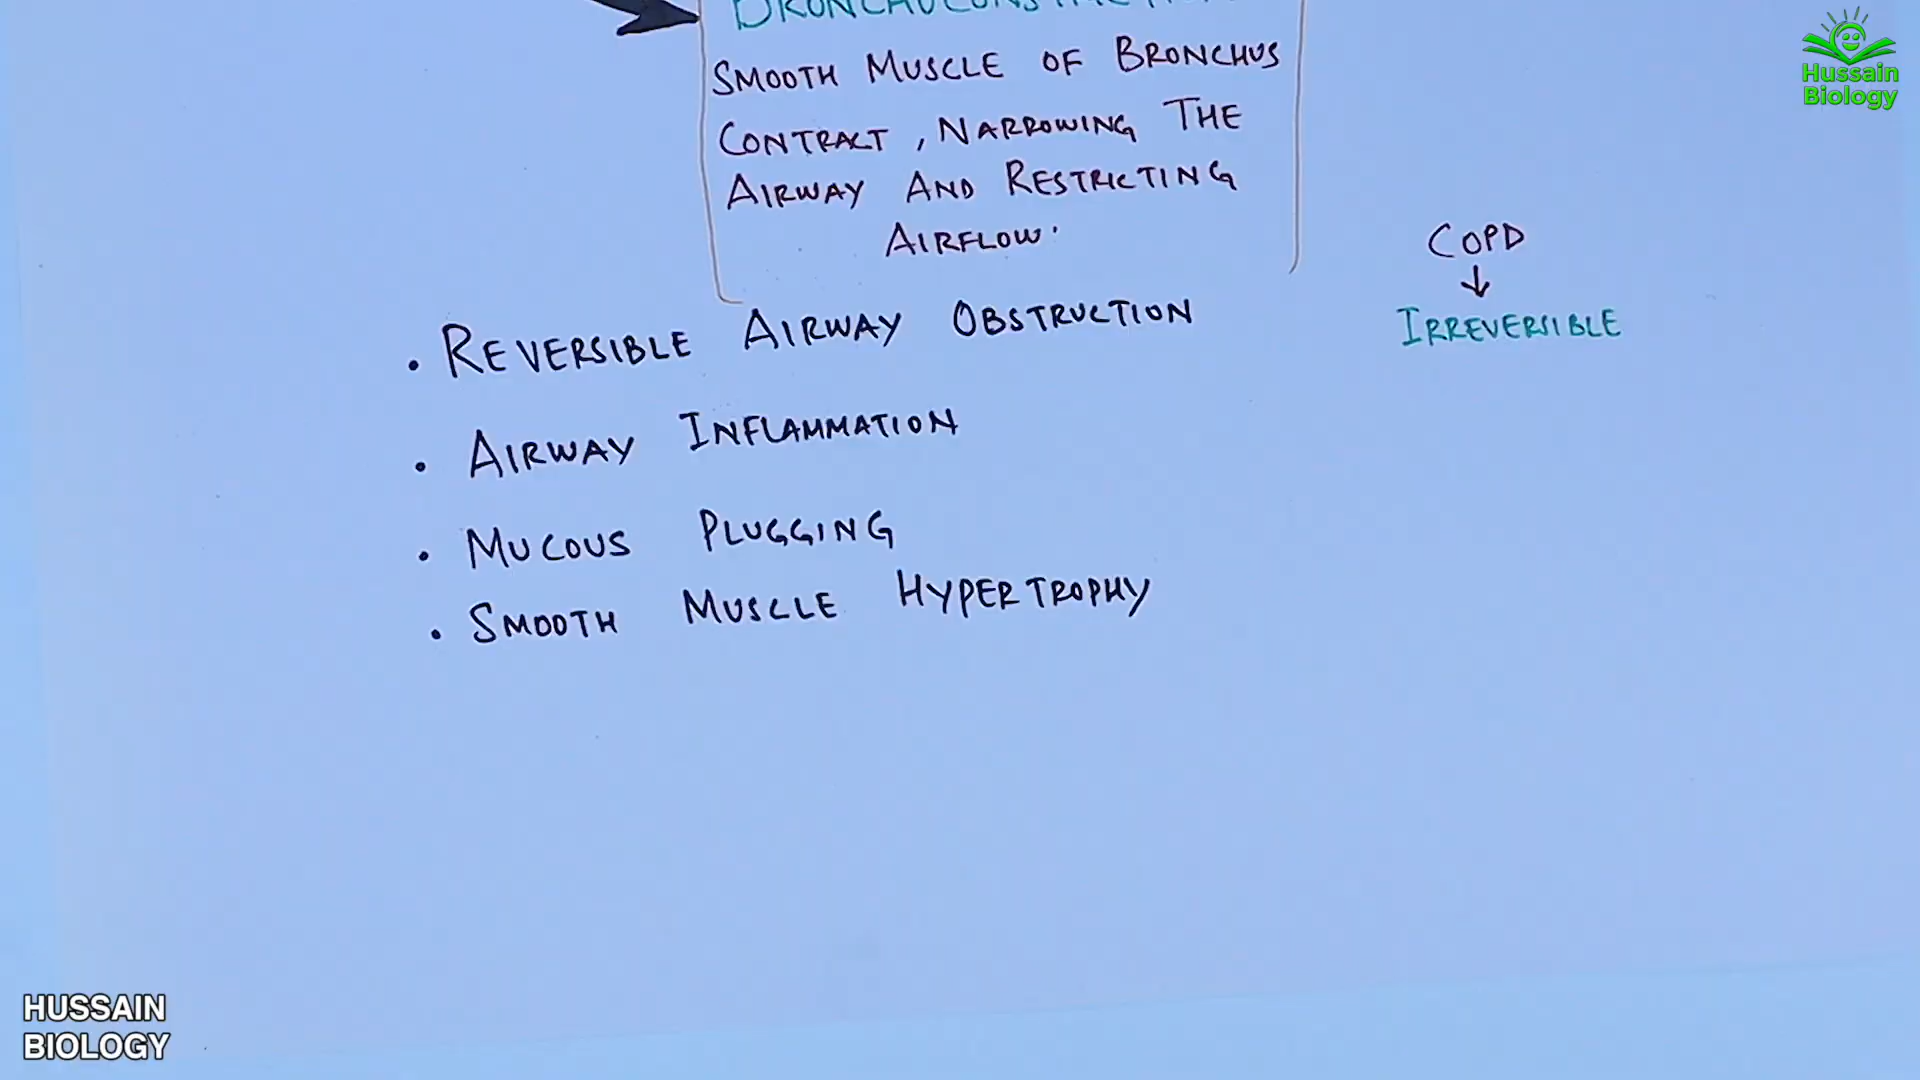 SMOOTH MUSCLE OF BRONCHUS
CONTRACT, NARROWING THE
AIRWAY AND RESTRICTING
AIRFLOW.
COPD
↓
IRREVERSIBLE
• REVERSIBLE AIRWAY OBSTRUCTION
• AIRWAY INFLAMMATION
• MUCOUS PLUGGING
• SMOOTH MUSCLE HYPERTROPHY
Hussain
Biology
HUSSAIN
BIOLOGY